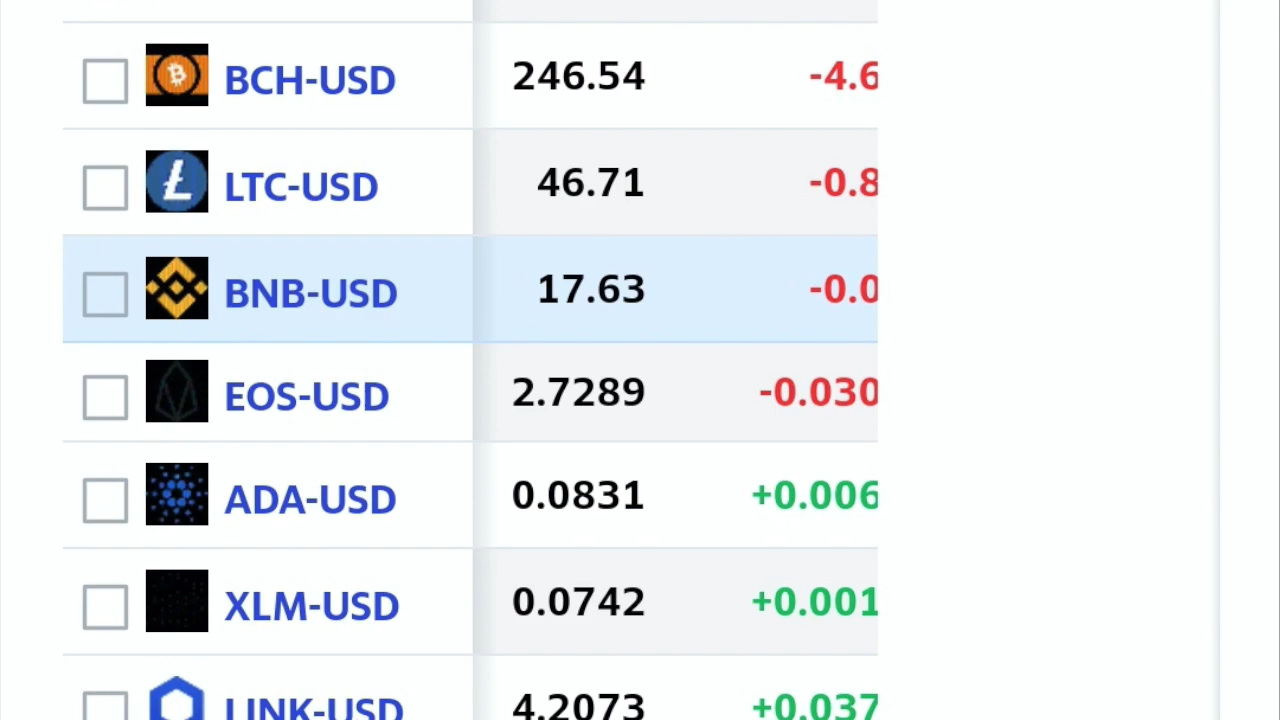 BCH-USD 246.54 -4.6
LTC-USD 46.71 -0.8
BNB-USD 17.63 -0.0
EOS-USD 2.7289 -0.030
ADA-USD 0.0831 +0.006
XLM-USD 0.0742 +0.001
LINK-USD 4.2073 +0.037